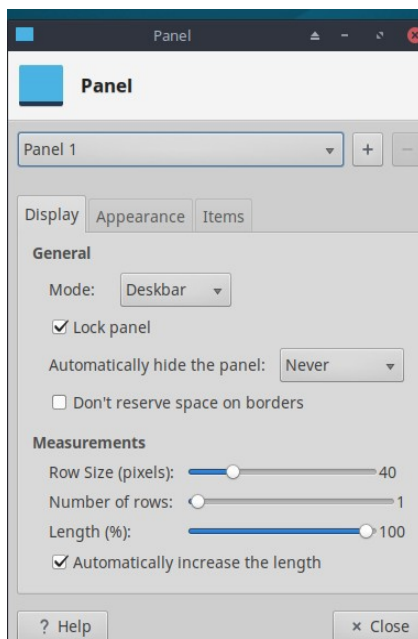 Panel
Panel
Panel 1
Display Appearance Items
General
Mode: Deskbar
Lock panel
Automatically hide the panel: Never
Don't reserve space on borders
Measurements
Row Size (pixels): 40
Number of rows: 1
Length (%): 100
Automatically increase the length
? Help × Close